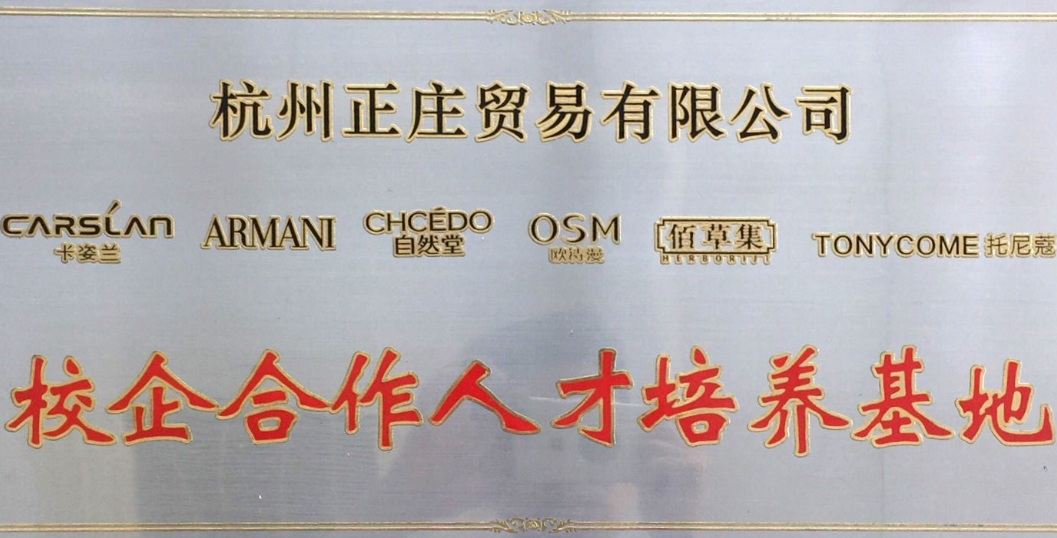 杭州正庄贸易有限公司
CARSLAN ARMANI CHCEDO OSM 佰草集 TONYCOME 托尼蔻
卡姿兰 自然堂 欧诗漫 HERBORIST
校企合作人才培养基地